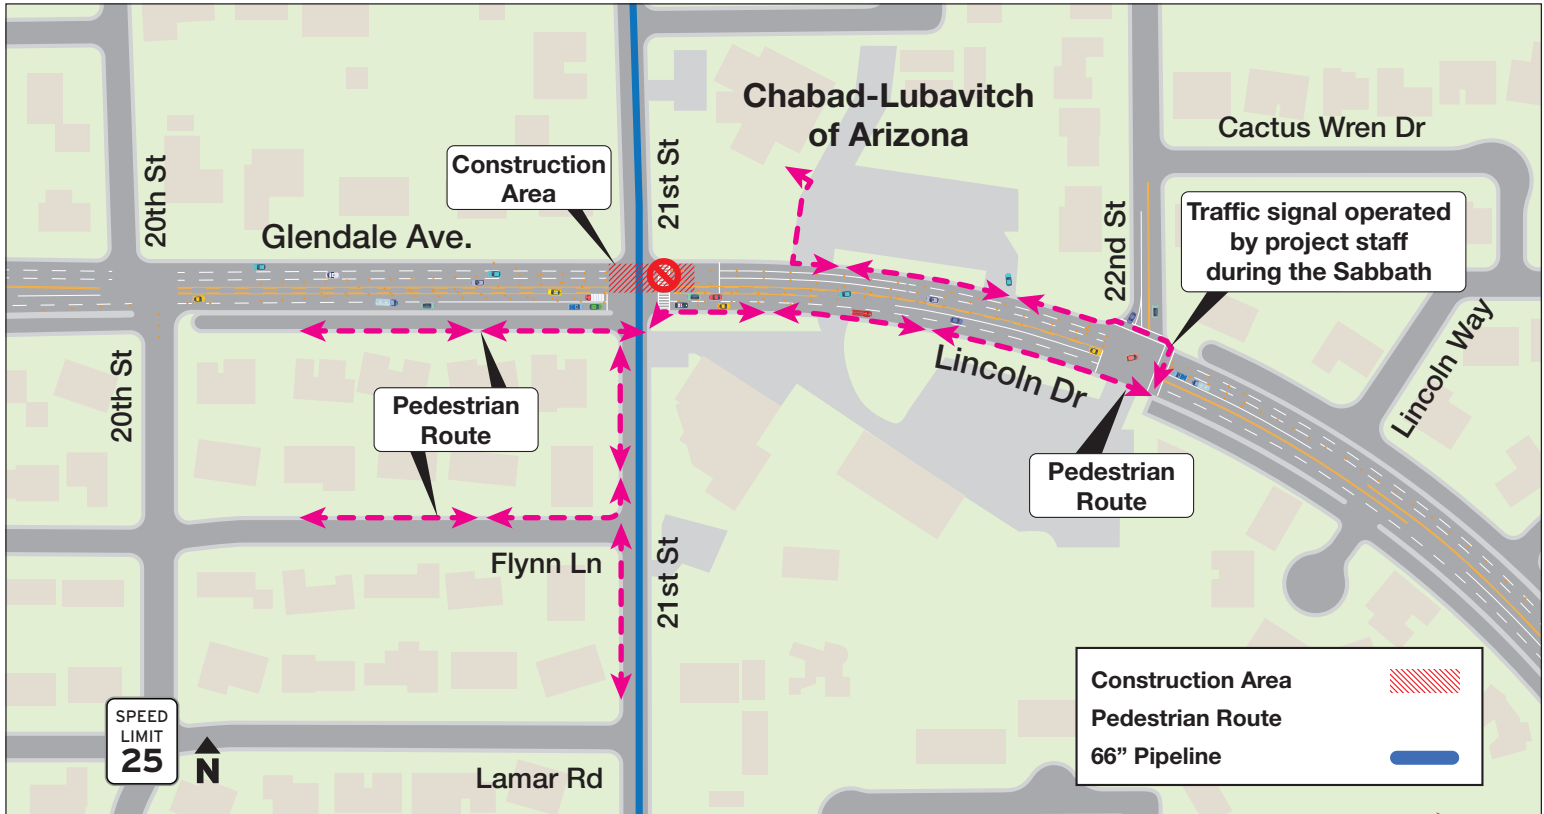 Chabad-Lubavitch
of Arizona
Cactus Wren Dr
Construction
Area
20th St
21st St
Glendale Ave.
22nd St
Traffic signal operated
by project staff
during the Sabbath
20th St
Lincoln Dr
Lincoln Way
Pedestrian
Route
Pedestrian
Route
Flynn Ln
21st St
Construction Area
Pedestrian Route
66” Pipeline
SPEED
LIMIT
25
N
Lamar Rd